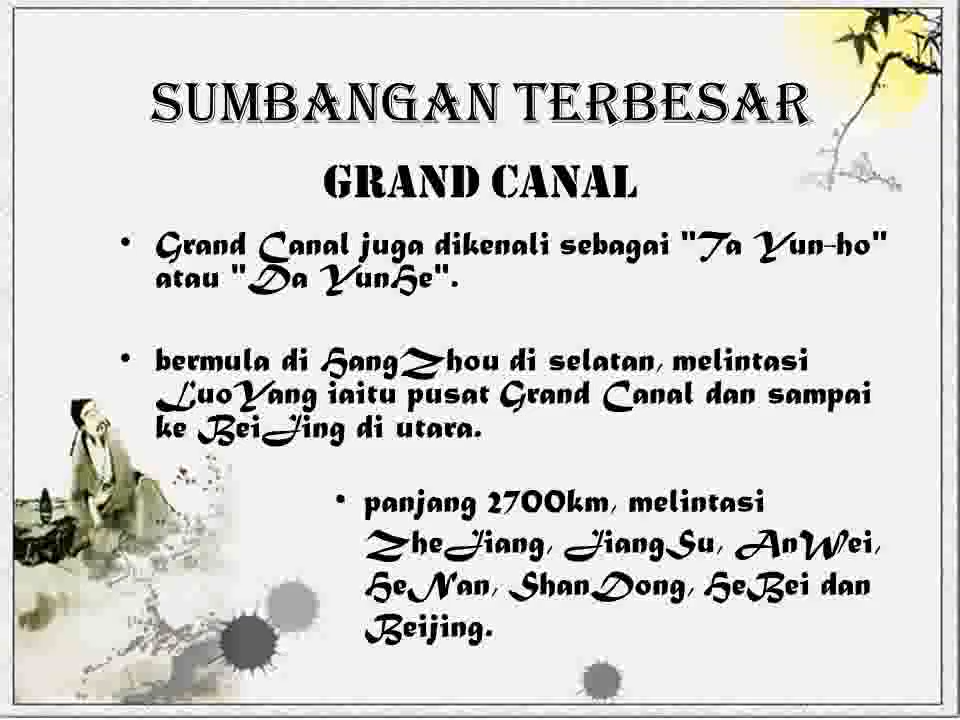 SUMBANGAN TERBESAR
GRAND CANAL
• Grand Canal juga dikenali sebagai "Ta Yun-ho"
atau "Da YunHe".
• bermula di HangZhou di selatan, melintasi
LuoYang iaitu pusat Grand Canal dan sampai
ke BeiJing di utara.
• panjang 2700km, melintasi
ZheJiang, JiangSu, AnWei,
HeNan, ShanDong, HeBei dan
Beijing.